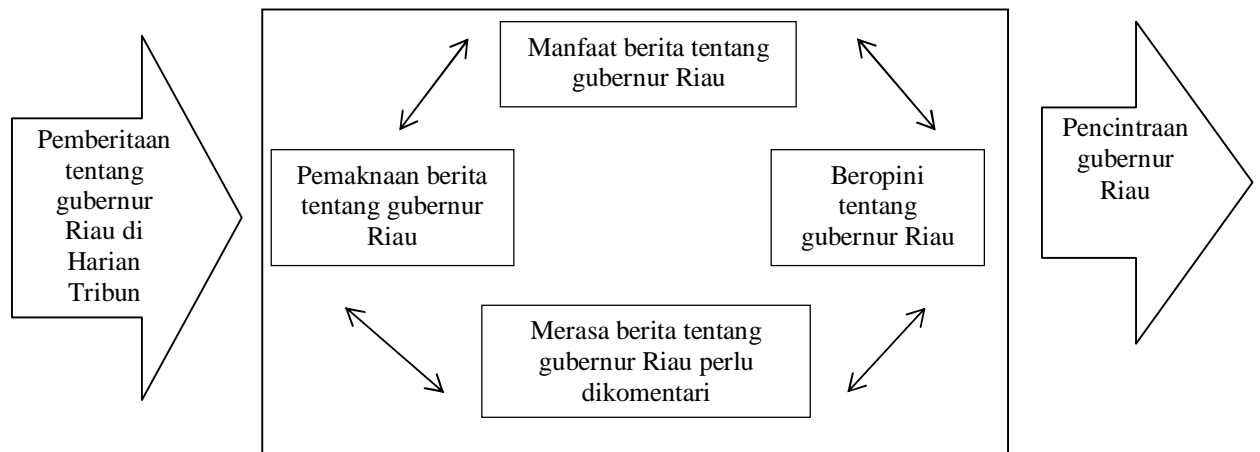 Pemberitaan
tentang
gubernur
Riau di
Harian
Tribun
Manfaat berita tentang
gubernur Riau
Pemaknaan berita
tentang gubernur
Riau
Beropini
tentang
gubernur Riau
Merasa berita tentang
gubernur Riau perlu
dikomentari
Pencintraan
gubernur
Riau